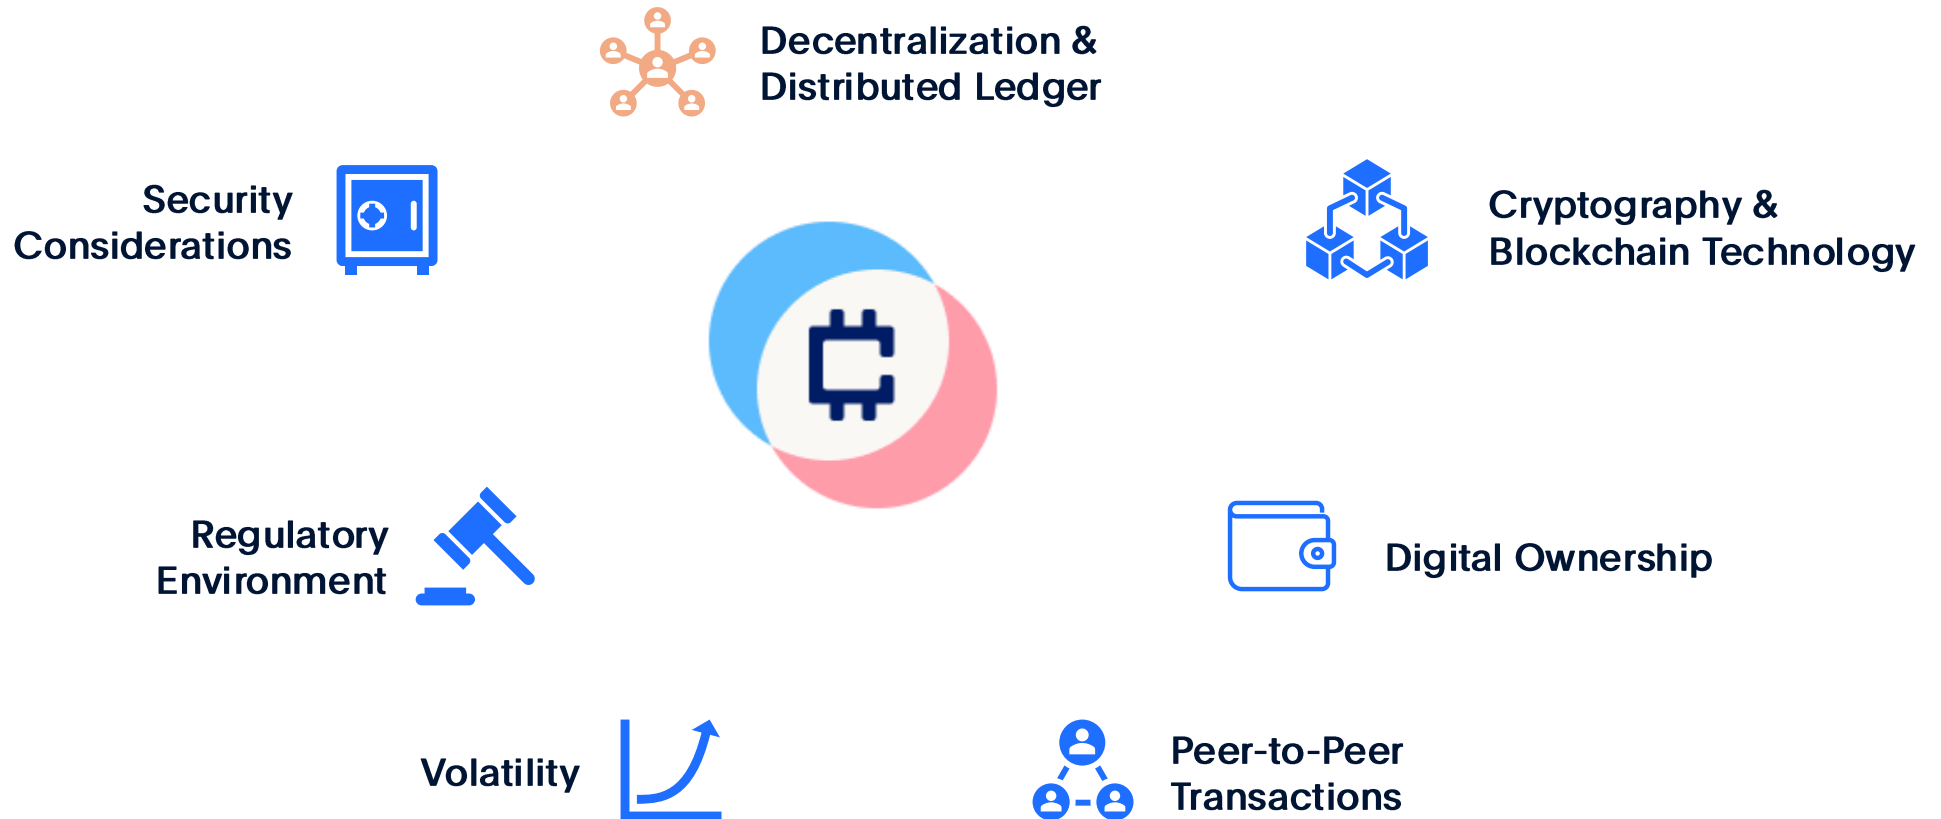 Decentralization &
Distributed Ledger
Security
Considerations
Cryptography &
Blockchain Technology
Regulatory
Environment
Digital Ownership
Volatility
Peer-to-Peer
Transactions